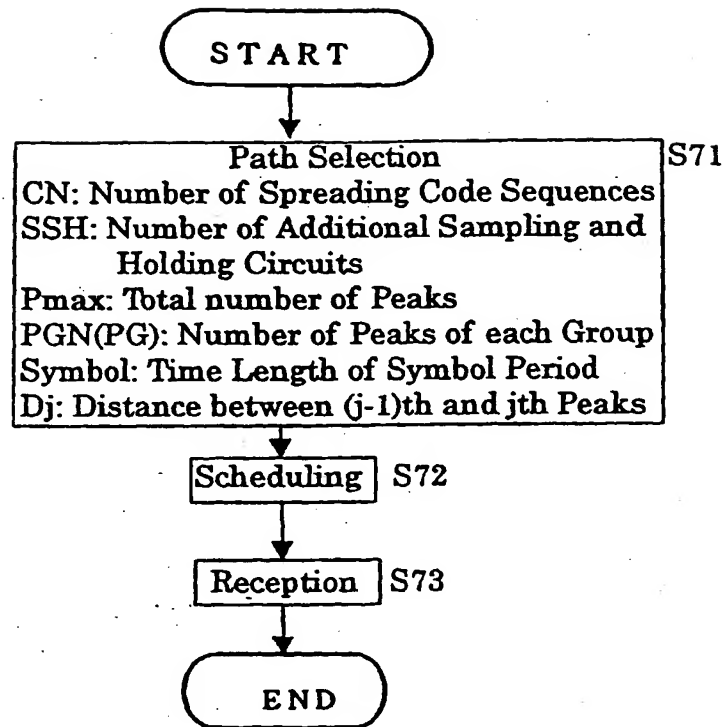 START
Path Selection S71
CN: Number of Spreading Code Sequences
SSH: Number of Additional Sampling and
Holding Circuits
Pmax: Total number of Peaks
PGN(PG): Number of Peaks of each Group
Symbol: Time Length of Symbol Period
Dj: Distance between (j-1)th and jth Peaks
Scheduling S72
Reception S73
END